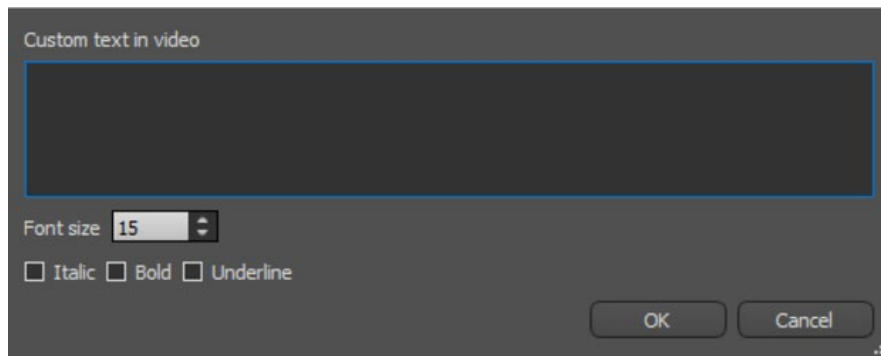 Custom text in video
Font size 15
Italic Bold Underline
OK Cancel